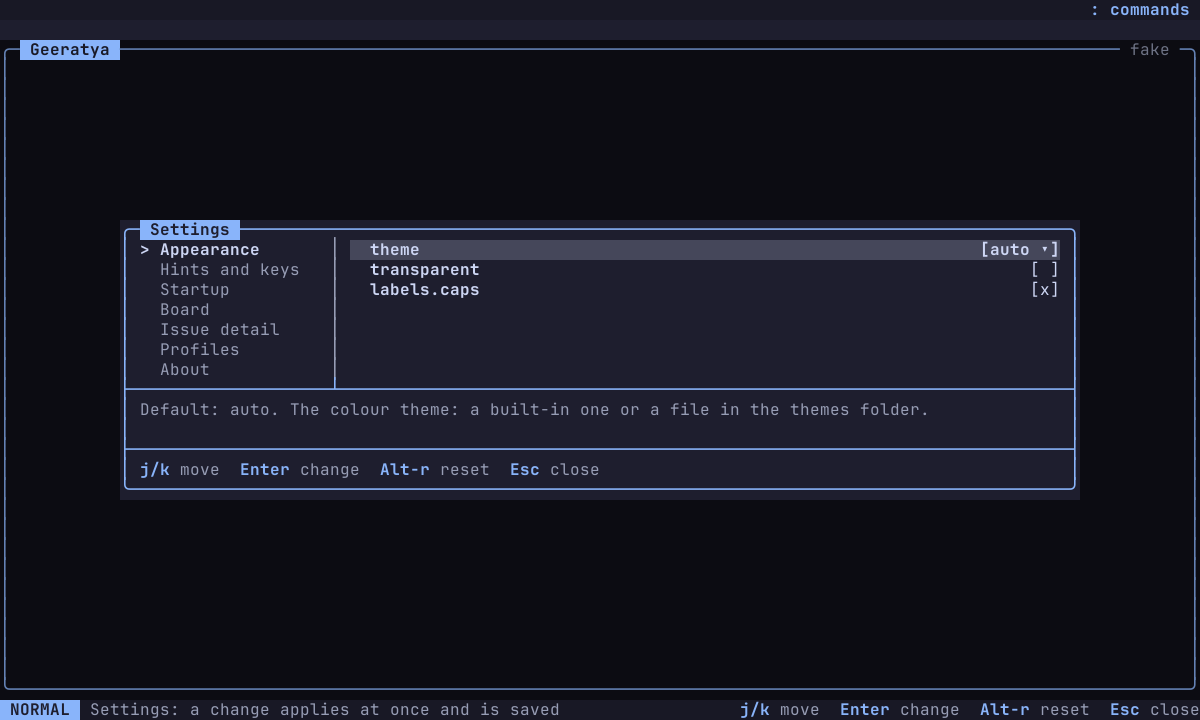 : commands
Geeratya fake
Settings
> Appearance theme [auto ▾]
Hints and keys transparent [ ]
Startup labels.caps [x]
Board
Issue detail
Profiles
About
Default: auto. The colour theme: a built-in one or a file in the themes folder.
j/k move Enter change Alt-r reset Esc close
NORMAL Settings: a change applies at once and is saved j/k move Enter change Alt-r reset Esc close